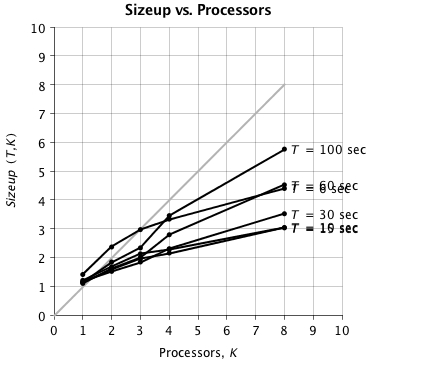 Sizeup vs. Processors
10
9
8
7
6
5
4
3
2
1
0
Sizeup (T,K)
T = 100 sec
T = 60 sec
T = 30 sec
0 1 2 3 4 5 6 7 8 9 10
Processors, K